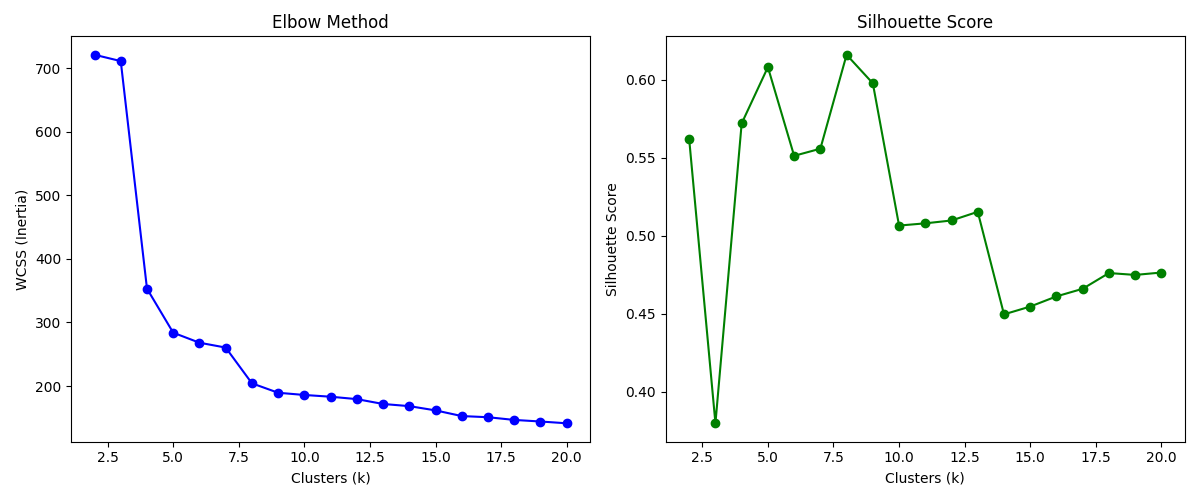 Elbow Method
WCSS (Inertia)
700
600
500
400
300
200
2.5 5.0 7.5 10.0 12.5 15.0 17.5 20.0
Clusters (k)
Silhouette Score
Silhouette Score
0.60
0.55
0.50
0.45
0.40
2.5 5.0 7.5 10.0 12.5 15.0 17.5 20.0
Clusters (k)